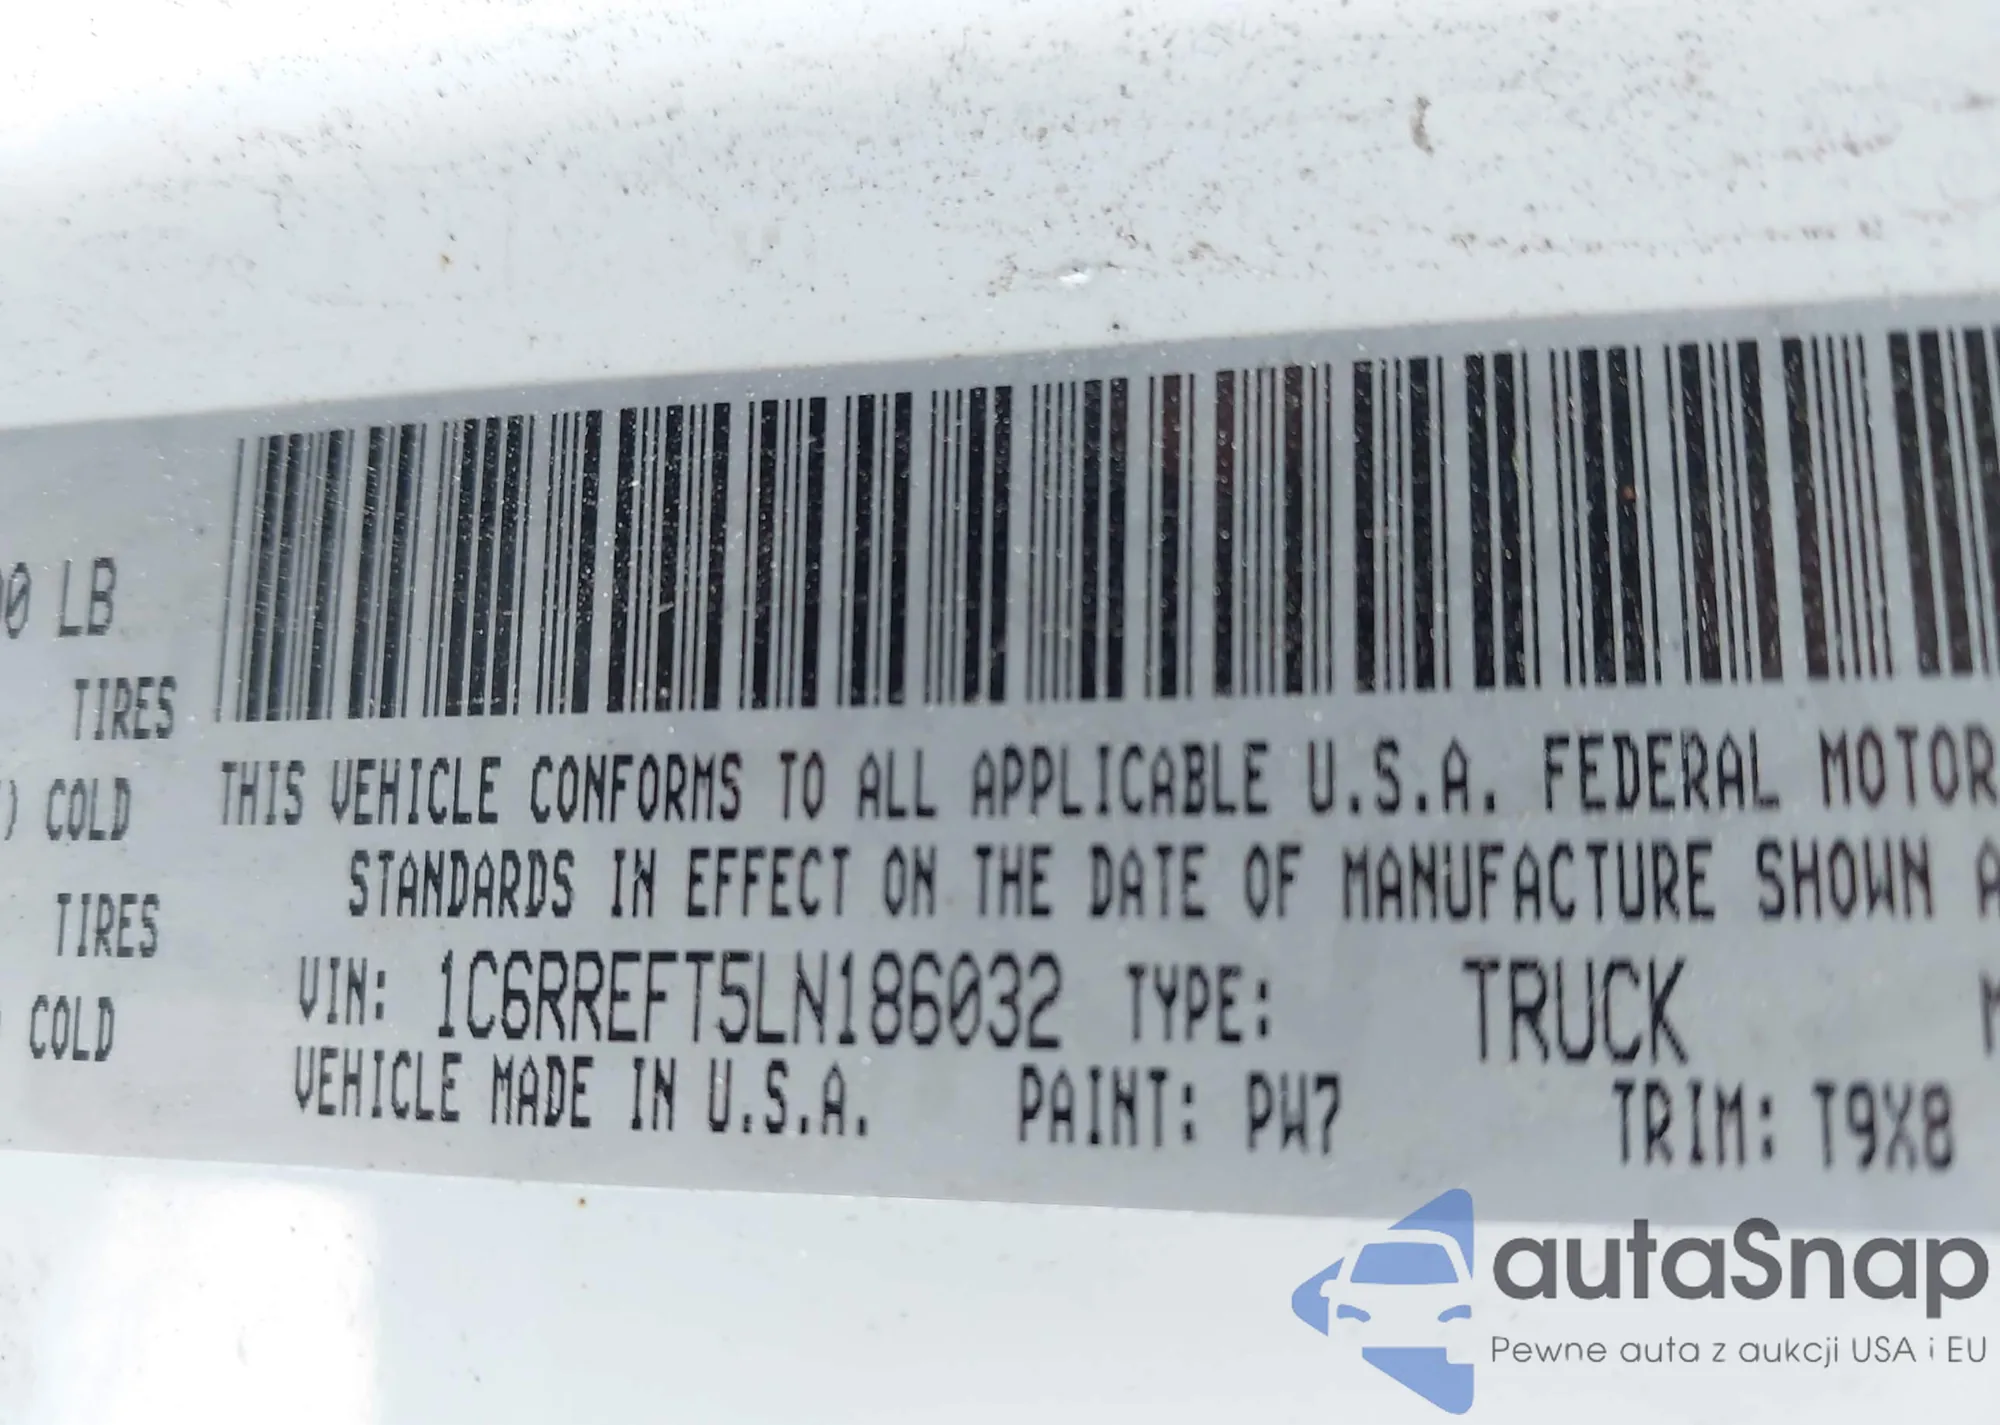 00 LB
TIRES
) COLD
TIRES
COLD
THIS VEHICLE CONFORMS TO ALL APPLICABLE U.S.A. FEDERAL MOTOR
STANDARDS IN EFFECT ON THE DATE OF MANUFACTURE SHOWN A
VIN: 1C6RREFT5LN186032 TYPE: TRUCK M
VEHICLE MADE IN U.S.A. PAINT: PW7 TRIM: T9X8
autaSnap
Pewne auta z aukcji USA i EU